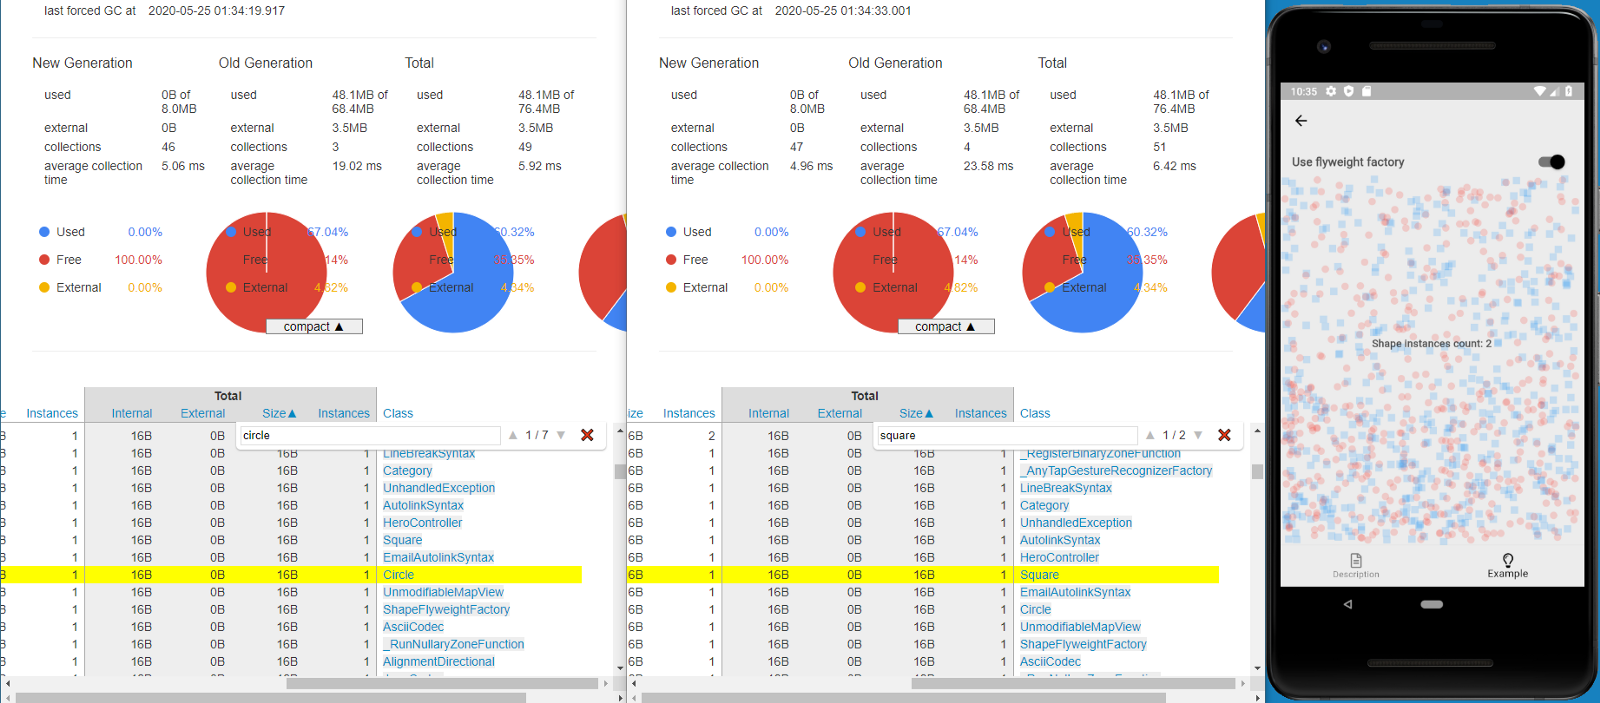 last forced GC at 2020-05-25 01:34:19.917
New Generation Old Generation Total
used 0B of 8.0MB used 48.1MB of 68.4MB used 48.1MB of 76.4MB
external 0B external 3.5MB external 3.5MB
collections 46 collections 3 collections 49
average collection time 5.06 ms average collection time 19.02 ms average collection time 5.92 ms
Used 0.00% Used 67.04% Used 60.32%
Free 100.00% Free 14% Free 35.35%
External 0.00% External 4.82% External 4.34%
compact ▲
Total
Instances Internal External Size▲ Instances Class
6B 1 16B 0B circle 1 / 7
B 1 16B 0B 16B 1 LineBreakSyntax
B 1 16B 0B 16B 1 Category
B 1 16B 0B 16B 1 UnhandledException
B 1 16B 0B 16B 1 AutolinkSyntax
B 1 16B 0B 16B 1 HeroController
B 1 16B 0B 16B 1 Square
B 1 16B 0B 16B 1 EmailAutolinkSyntax
B 1 16B 0B 16B 1 Circle
B 1 16B 0B 16B 1 UnmodifiableMapView
B 1 16B 0B 16B 1 ShapeFlyweightFactory
B 1 16B 0B 16B 1 AsciiCodec
B 1 16B 0B 16B 1 _RunNullaryZoneFunction
B 1 16B 0B 16B 1 AlignmentDirectional
last forced GC at 2020-05-25 01:34:33.001
New Generation Old Generation Total
used 0B of 8.0MB used 48.1MB of 68.4MB used 48.1MB of 76.4MB
external 0B external 3.5MB external 3.5MB
collections 47 collections 4 collections 51
average collection time 4.96 ms average collection time 23.58 ms average collection time 6.42 ms
Used 0.00% Used 67.04% Used 60.32%
Free 100.00% Free 14% Free 35.35%
External 0.00% External 4.82% External 4.34%
compact ▲
Total
ize Instances Internal External Size▲ Instances Class
6B 2 16B 0B square 1 / 2
6B 1 16B 0B 16B 1 _RegisterBinaryZoneFunction
6B 1 16B 0B 16B 1 _AnyTapGestureRecognizerFactory
6B 1 16B 0B 16B 1 LineBreakSyntax
6B 1 16B 0B 16B 1 Category
6B 1 16B 0B 16B 1 UnhandledException
6B 1 16B 0B 16B 1 AutolinkSyntax
6B 1 16B 0B 16B 1 HeroController
6B 1 16B 0B 16B 1 Square
6B 1 16B 0B 16B 1 EmailAutolinkSyntax
6B 1 16B 0B 16B 1 Circle
6B 1 16B 0B 16B 1 UnmodifiableMapView
6B 1 16B 0B 16B 1 ShapeFlyweightFactory
6B 1 16B 0B 16B 1 AsciiCodec
10:35
Use flyweight factory
Shape instances count: 2
Description Example